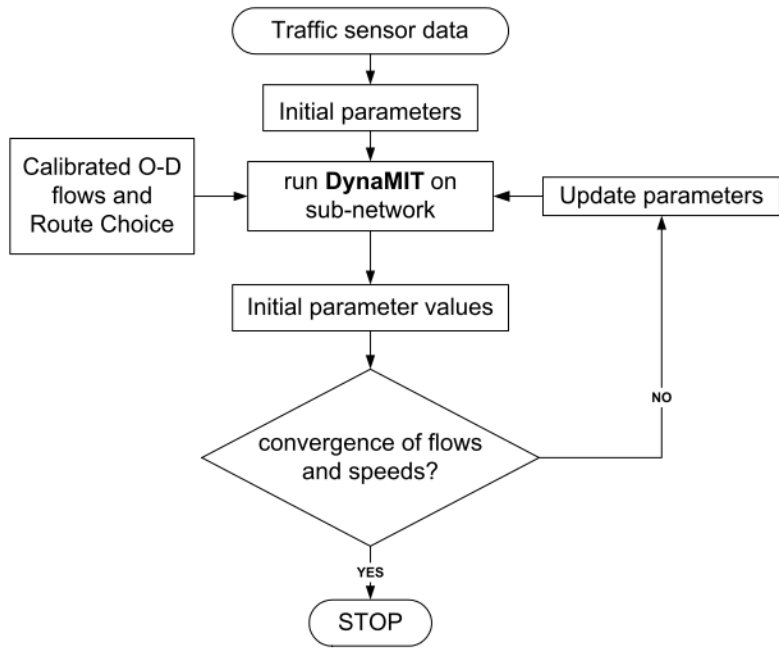 Traffic sensor data
Initial parameters
Calibrated O-D
flows and
Route Choice
run DynaMIT on
sub-network
Update parameters
Initial parameter values
convergence of flows
and speeds?
NO
YES
STOP